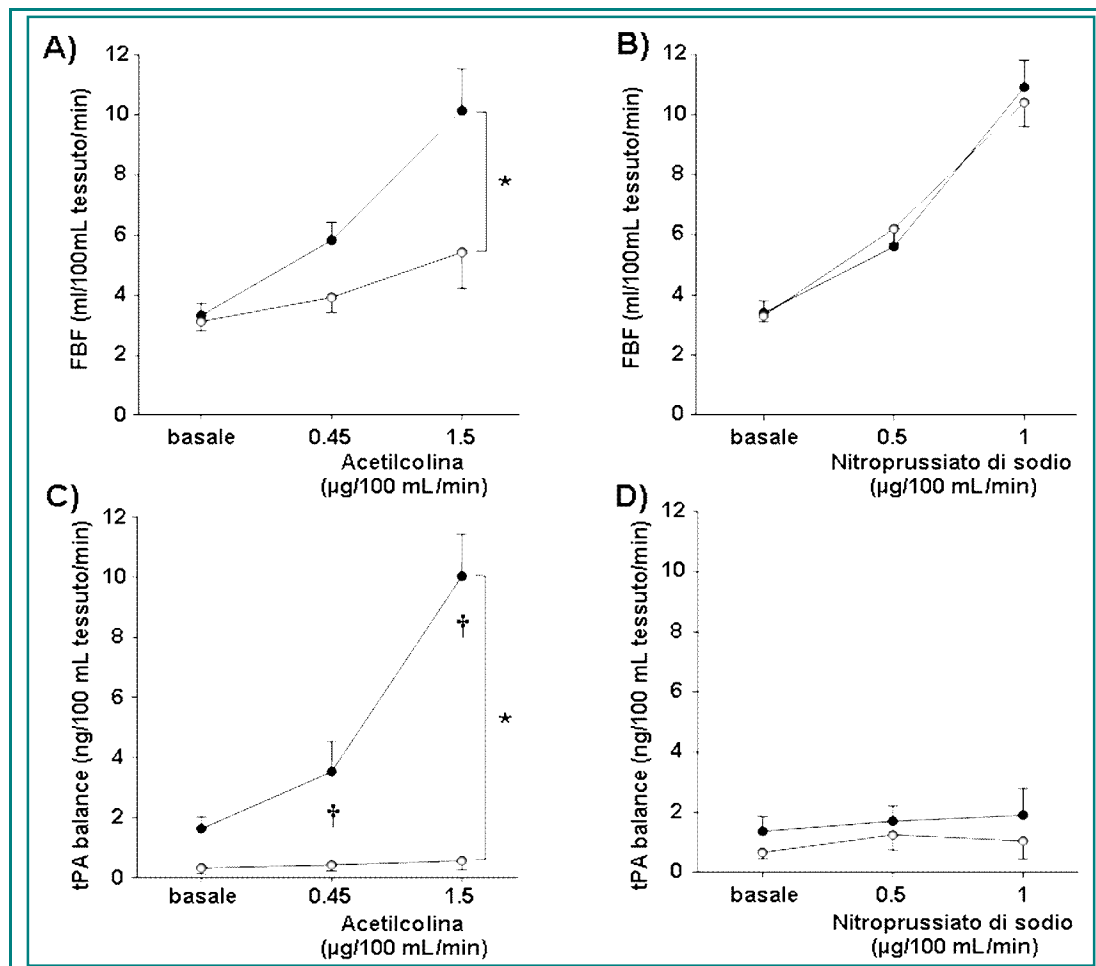 A)
FBF (ml/100mL tessuto/min)
12
10
8
6
4
2
0
*
basale 0.45 1.5
Acetilcolina
(µg/100 mL/min)
B)
FBF (ml/100mL tessuto/min)
12
10
8
6
4
2
0
basale 0.5 1
Nitroprussiato di sodio
(µg/100 mL/min)
C)
tPA balance (ng/100 mL tessuto/min)
12
10
8
6
4
2
0
†
†
*
basale 0.45 1.5
Acetilcolina
(µg/100 mL/min)
D)
tPA balance (ng/100 mL tessuto/min)
12
10
8
6
4
2
0
basale 0.5 1
Nitroprussiato di sodio
(µg/100 mL/min)